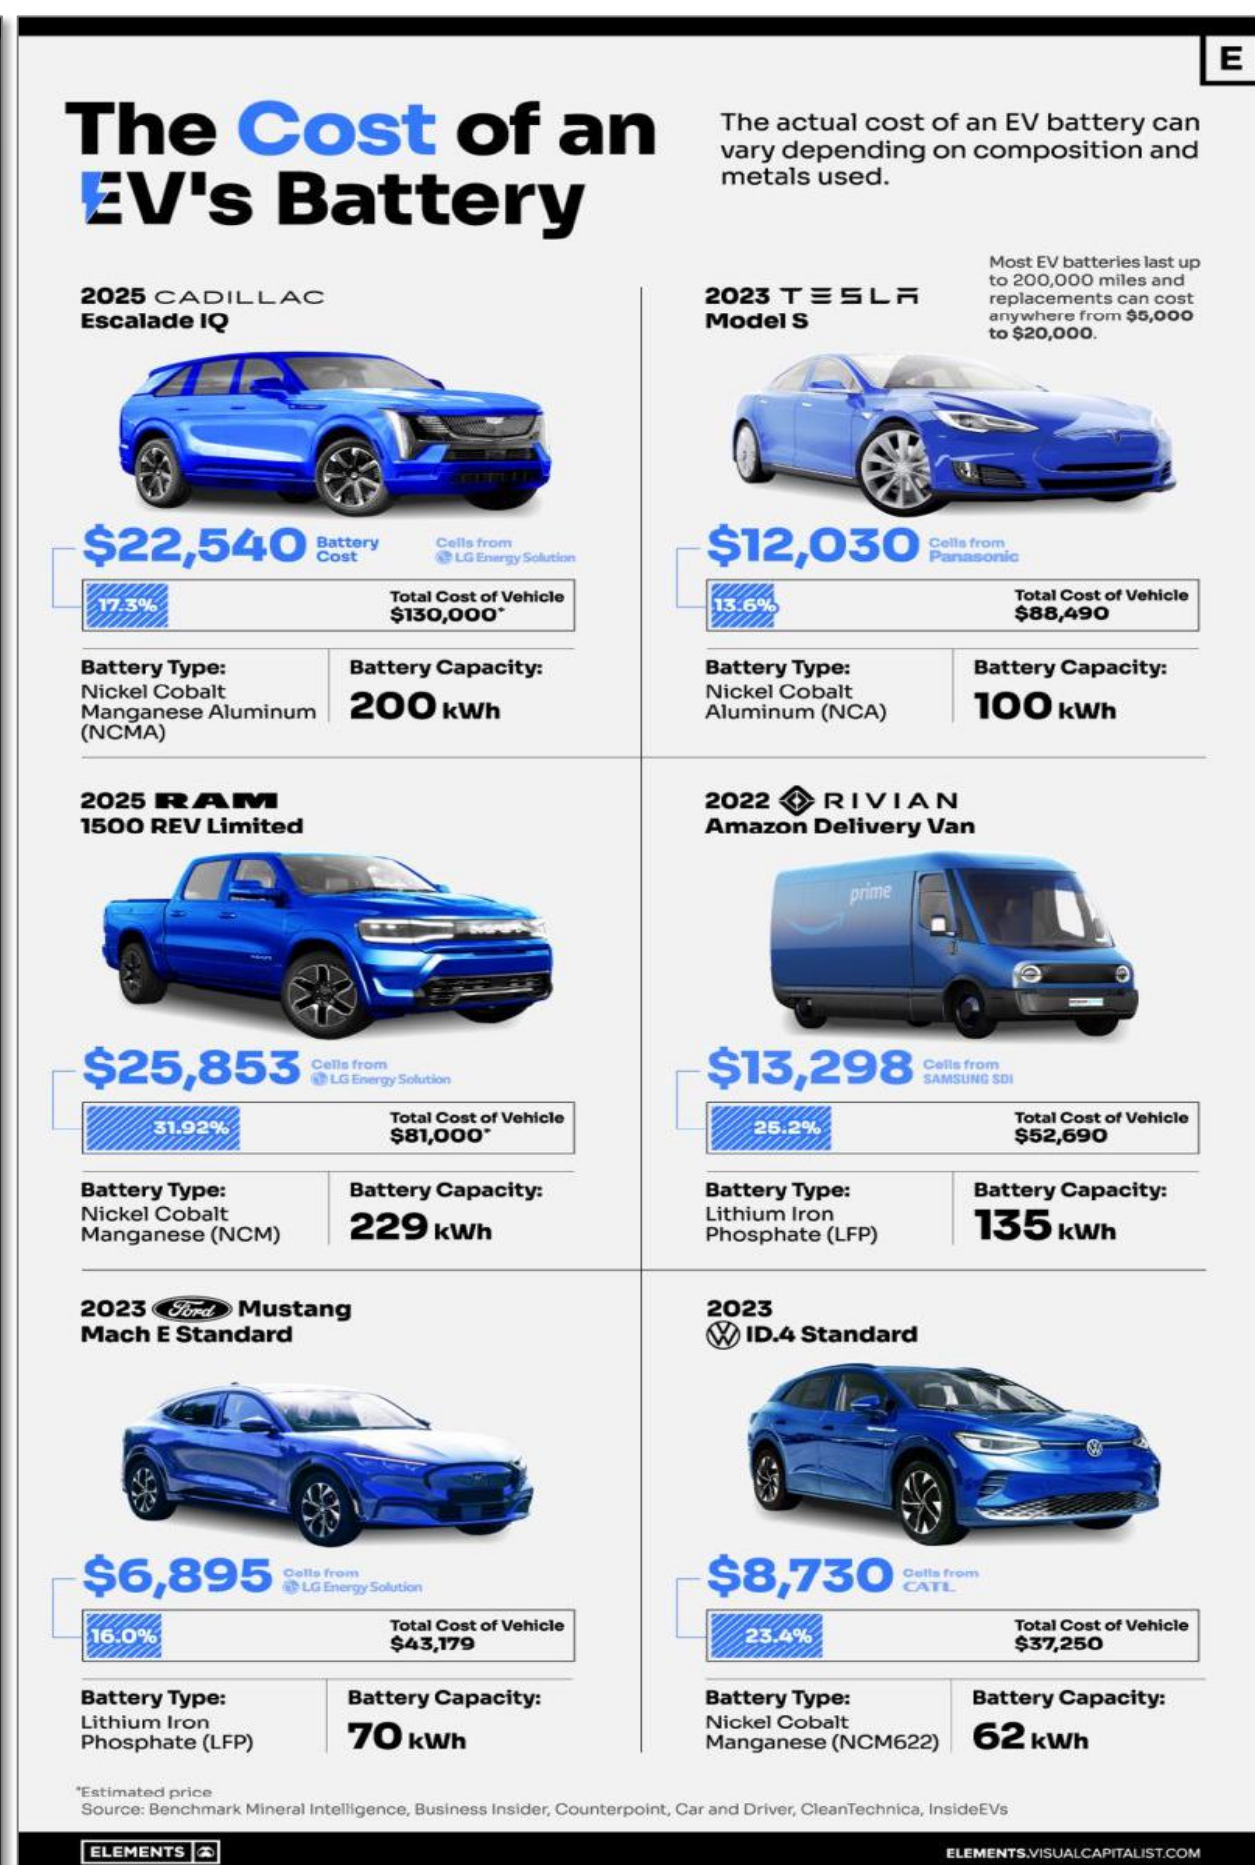 E
The Cost of an
EV's Battery
The actual cost of an EV battery can
vary depending on composition and
metals used.
Most EV batteries last up
to 200,000 miles and
replacements can cost
anywhere from $5,000
to $20,000.
2025 CADILLAC
Escalade IQ
$22,540 Battery
Cost
Cells from
LG Energy Solution
17.3%
Total Cost of Vehicle
$130,000*
Battery Type:
Nickel Cobalt
Manganese Aluminum
(NCMA)
Battery Capacity:
200 kWh
2023 TESLA
Model S
$12,030 Cells from
Panasonic
13.6%
Total Cost of Vehicle
$88,490
Battery Type:
Nickel Cobalt
Aluminum (NCA)
Battery Capacity:
100 kWh
2025 RAM
1500 REV Limited
$25,853 Cells from
LG Energy Solution
31.92%
Total Cost of Vehicle
$81,000*
Battery Type:
Nickel Cobalt
Manganese (NCM)
Battery Capacity:
229 kWh
2022 RIVIAN
Amazon Delivery Van
prime
$13,298 Cells from
SAMSUNG SDI
25.2%
Total Cost of Vehicle
$52,690
Battery Type:
Lithium Iron
Phosphate (LFP)
Battery Capacity:
135 kWh
2023 Ford Mustang
Mach E Standard
$6,895 Cells from
LG Energy Solution
16.0%
Total Cost of Vehicle
$43,179
Battery Type:
Lithium Iron
Phosphate (LFP)
Battery Capacity:
70 kWh
2023
VW ID.4 Standard
$8,730 Cells from
CATL
23.4%
Total Cost of Vehicle
$37,250
Battery Type:
Nickel Cobalt
Manganese (NCM622)
Battery Capacity:
62 kWh
*Estimated price
Source: Benchmark Mineral Intelligence, Business Insider, Counterpoint, Car and Driver, CleanTechnica, InsideEVs
ELEMENTS
ELEMENTS.VISUALCAPITALIST.COM